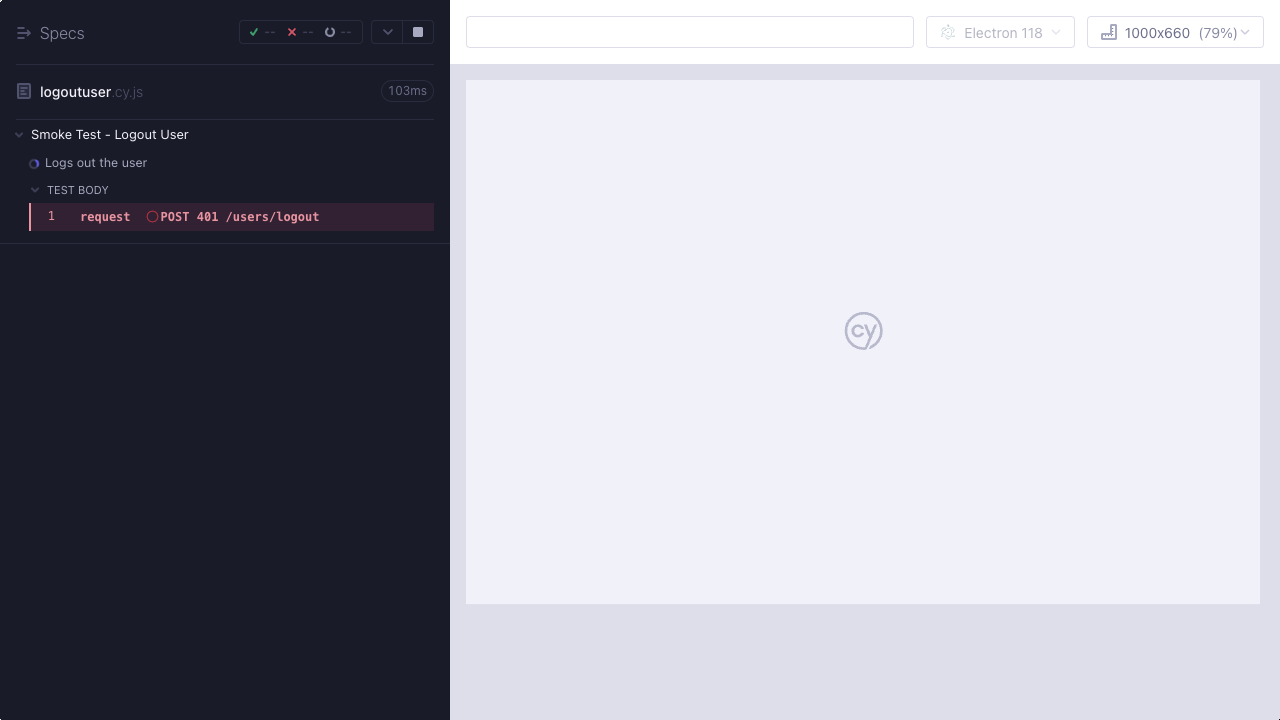 Specs
--
--
--
logoutuser.cy.js
103ms
Smoke Test - Logout User
Logs out the user
TEST BODY
1 request POST 401 /users/logout
Electron 118
1000x660 (79%)
cy